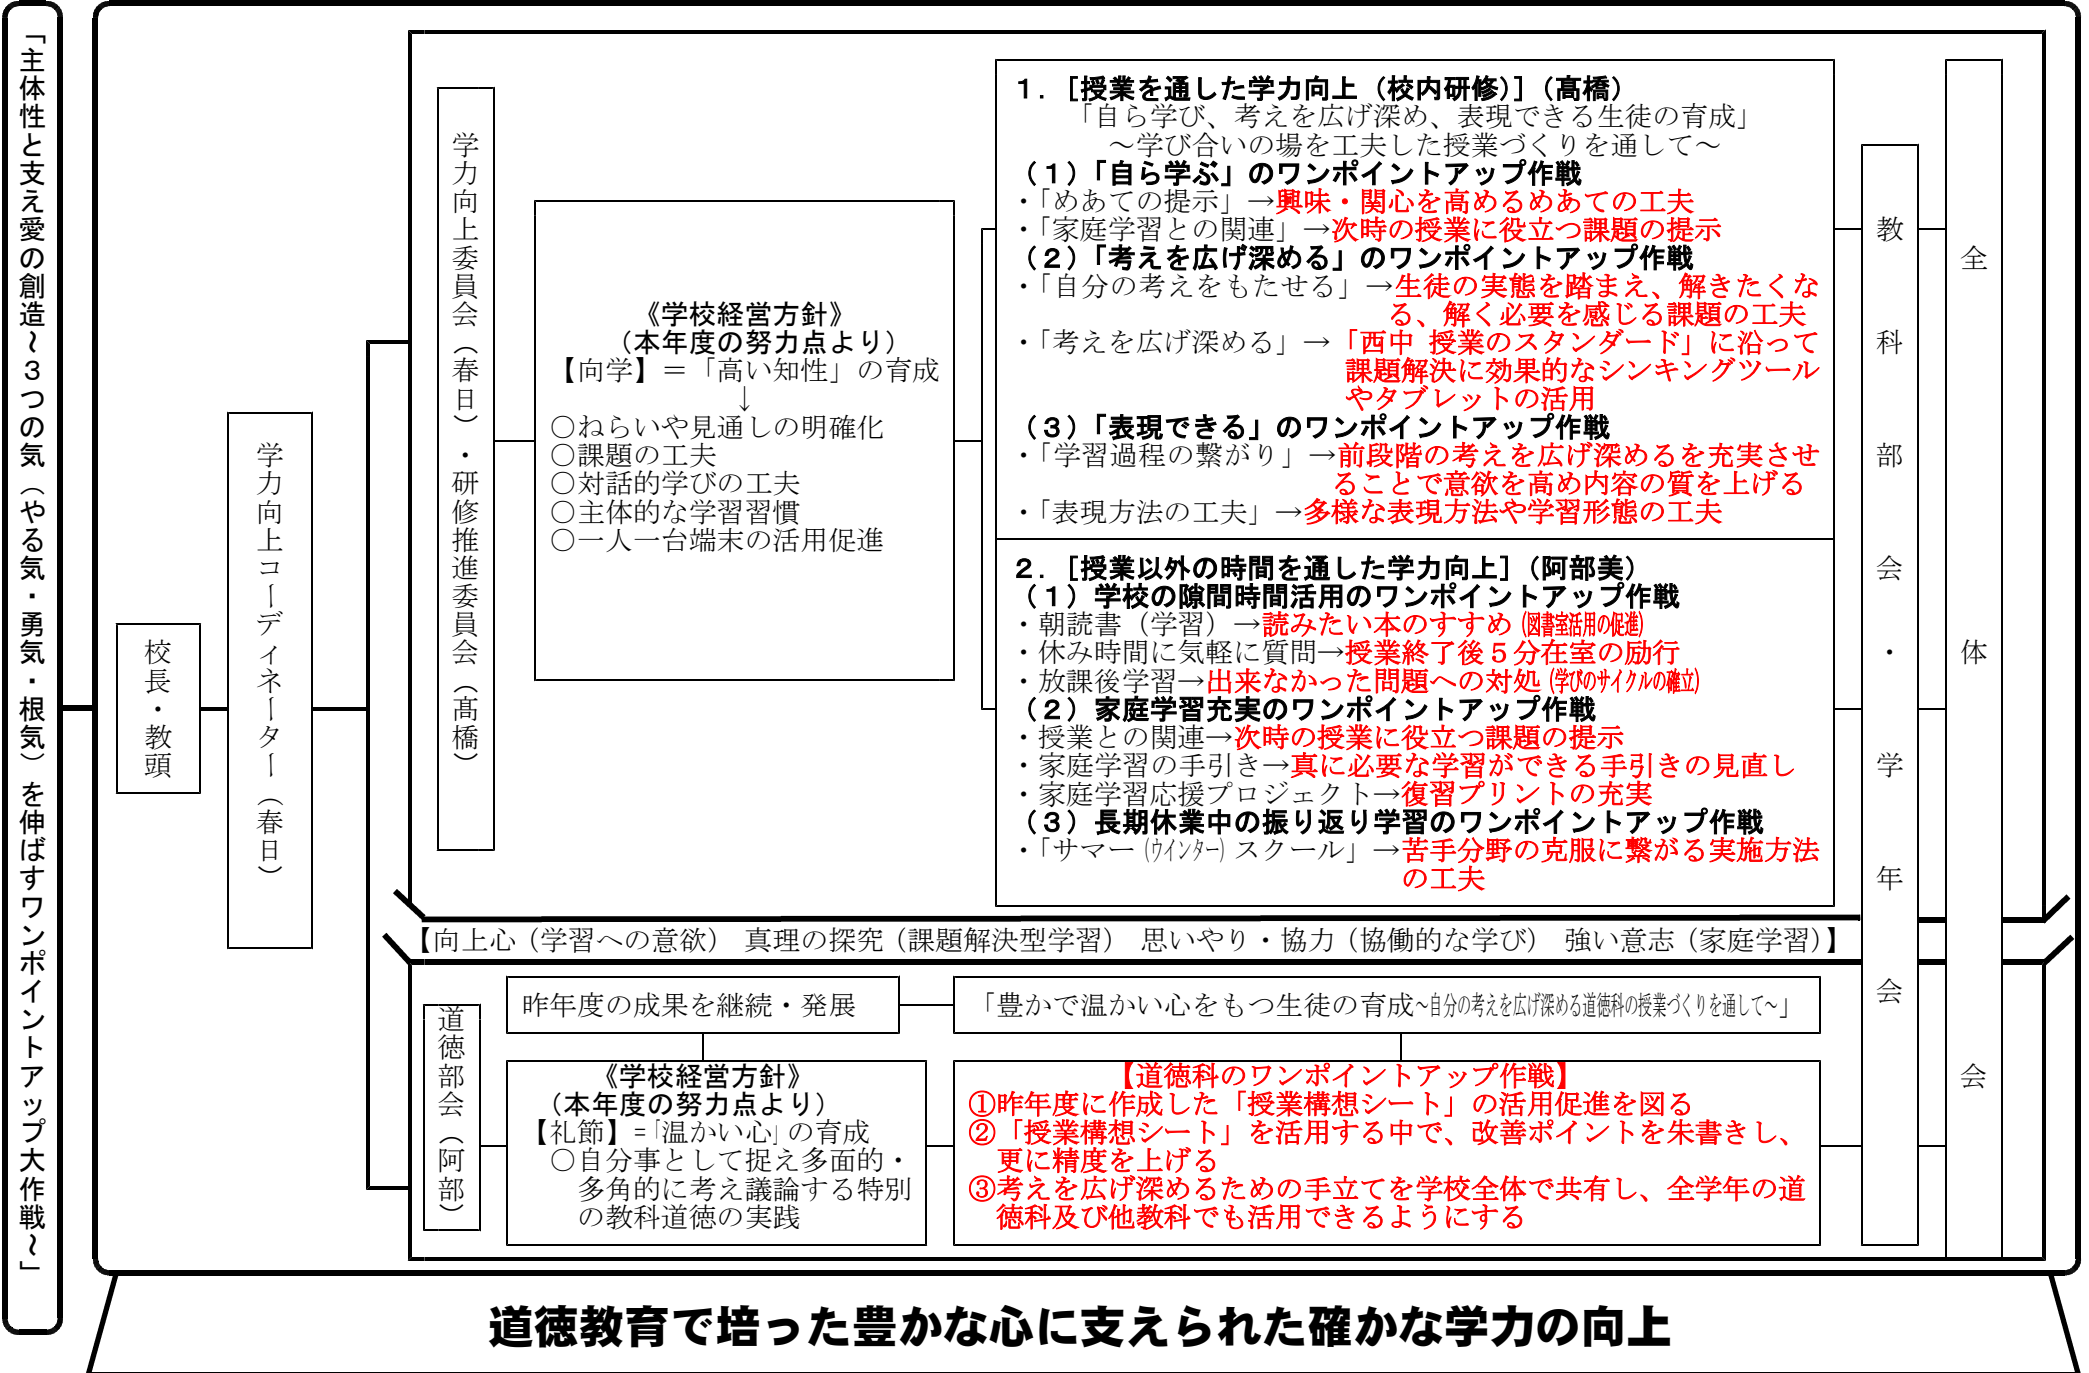 「主体性と支え愛の創造～３つの気（やる気・勇気・根気）を伸ばすワンポイントアップ大作戦～」
校長・教頭
学力向上コーディネーター（春日）
学力向上委員会（春日）・研修推進委員会（髙橋）
《学校経営方針》
（本年度の努力点より）
【向学】＝「高い知性」の育成
↓
○ねらいや見通しの明確化
○課題の工夫
○対話的学びの工夫
○主体的な学習習慣
○一人一台端末の活用促進
１．［授業を通した学力向上（校内研修）］（髙橋）
「自ら学び、考えを広げ深め、表現できる生徒の育成」
～学び合いの場を工夫した授業づくりを通して～
（１）「自ら学ぶ」のワンポイントアップ作戦
・「めあての提示」→興味・関心を高めるめあての工夫
・「家庭学習との関連」→次時の授業に役立つ課題の提示
（２）「考えを広げ深める」のワンポイントアップ作戦
・「自分の考えをもたせる」→生徒の実態を踏まえ、解きたくな
る、解く必要を感じる課題の工夫
・「考えを広げ深める」→「西中 授業のスタンダード」に沿って
課題解決に効果的なシンキングツール
やタブレットの活用
（３）「表現できる」のワンポイントアップ作戦
・「学習過程の繋がり」→前段階の考えを広げ深めるを充実させ
ることで意欲を高め内容の質を上げる
・「表現方法の工夫」→多様な表現方法や学習形態の工夫
２．［授業以外の時間を通した学力向上］（阿部美）
（１）学校の隙間時間活用のワンポイントアップ作戦
・朝読書（学習）→読みたい本のすすめ（図書室活用の促進）
・休み時間に気軽に質問→授業終了後５分在室の励行
・放課後学習→出来なかった問題への対処（学びのサイクルの確立）
（２）家庭学習充実のワンポイントアップ作戦
・授業との関連→次時の授業に役立つ課題の提示
・家庭学習の手引き→真に必要な学習ができる手引きの見直し
・家庭学習応援プロジェクト→復習プリントの充実
（３）長期休業中の振り返り学習のワンポイントアップ作戦
・「サマー（ウインター）スクール」→苦手分野の克服に繋がる実施方法
の工夫
教科部会・学年会
全体会
【向上心（学習への意欲） 真理の探究（課題解決型学習） 思いやり・協力（協働的な学び） 強い意志（家庭学習）】
道徳部会（阿部）
昨年度の成果を継続・発展
「豊かで温かい心をもつ生徒の育成～自分の考えを広げ深める道徳科の授業づくりを通して～」
《学校経営方針》
（本年度の努力点より）
【礼節】＝「温かい心」の育成
○自分事として捉え多面的・
多角的に考え議論する特別
の教科道徳の実践
【道徳科のワンポイントアップ作戦】
①昨年度に作成した「授業構想シート」の活用促進を図る
②「授業構想シート」を活用する中で、改善ポイントを朱書きし、
更に精度を上げる
③考えを広げ深めるための手立てを学校全体で共有し、全学年の道
徳科及び他教科でも活用できるようにする
道徳教育で培った豊かな心に支えられた確かな学力の向上